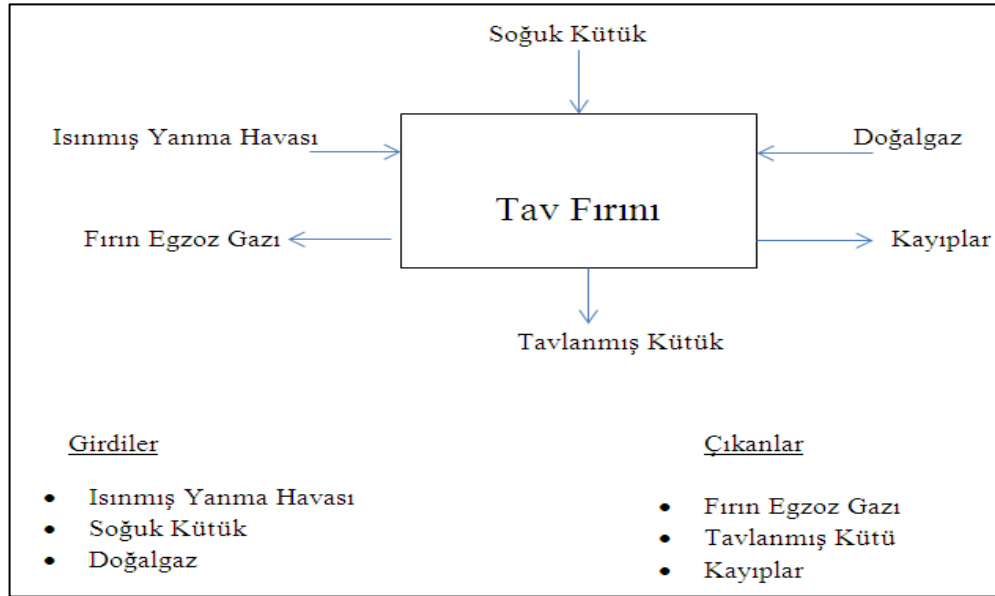 Soğuk Kütük
Isınmış Yanma Havası
Doğalgaz
Tav Fırını
Fırın Egzoz Gazı
Kayıplar
Tavlanmış Kütük
Girdiler
• Isınmış Yanma Havası
• Soğuk Kütük
• Doğalgaz
Çıkanlar
• Fırın Egzoz Gazı
• Tavlanmış Kütü
• Kayıplar